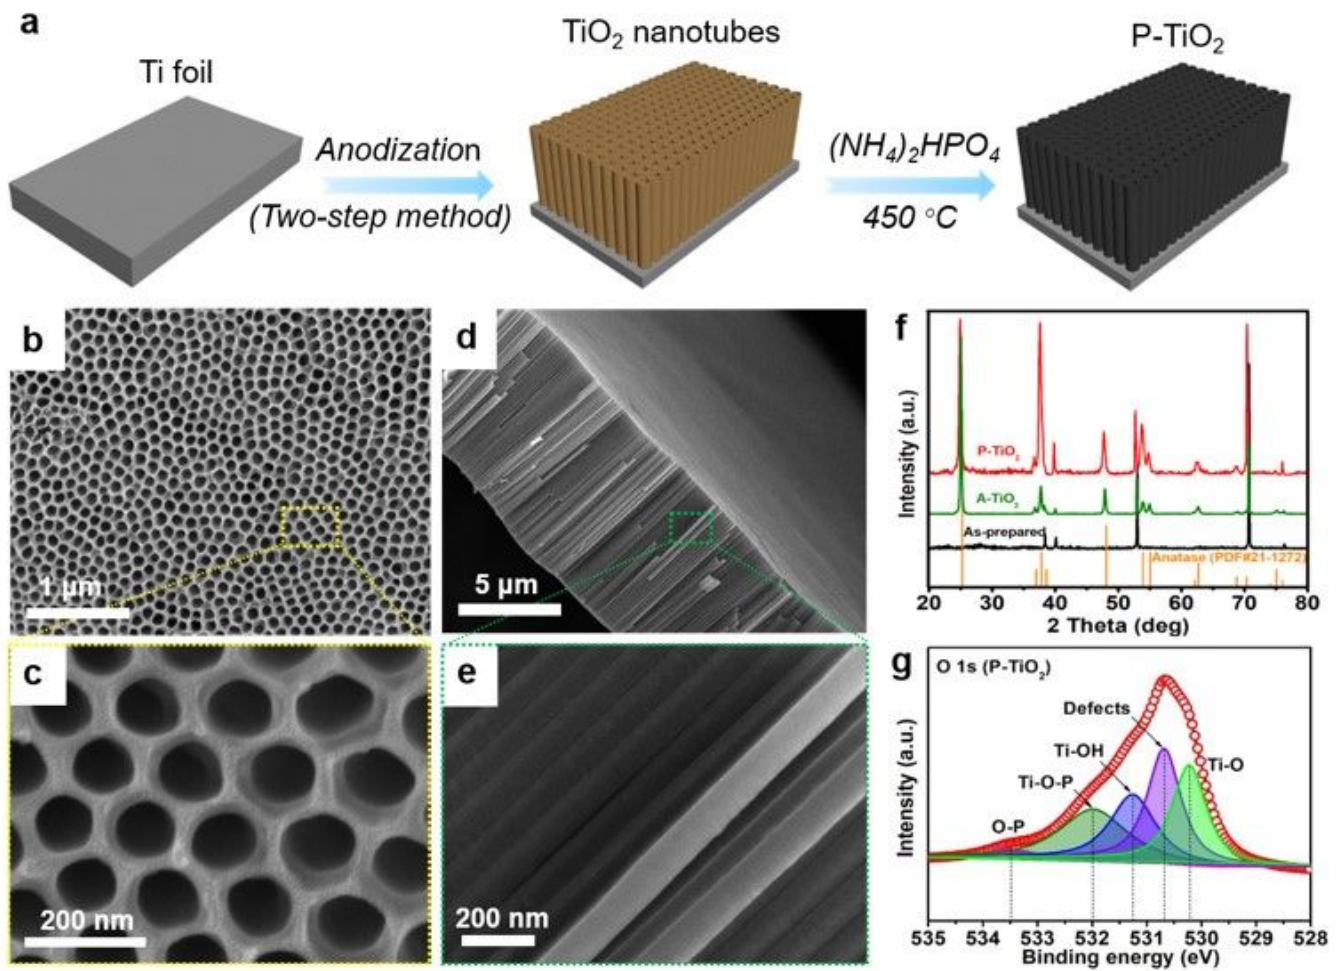 a
Ti foil
Anodization
(Two-step method)
TiO₂ nanotubes
(NH₄)₂HPO₄
450 °C
P-TiO₂
b
1 µm
c
200 nm
d
5 µm
e
200 nm
f
Intensity (a.u.)
P-TiO₂
A-TiO₂
As-prepared
Anatase (PDF#21-1272)
20 30 40 50 60 70 80
2 Theta (deg)
g
O 1s (P-TiO₂)
Intensity (a.u.)
Defects
Ti-OH
Ti-O-P
O-P
Ti-O
535 534 533 532 531 530 529 528
Binding energy (eV)